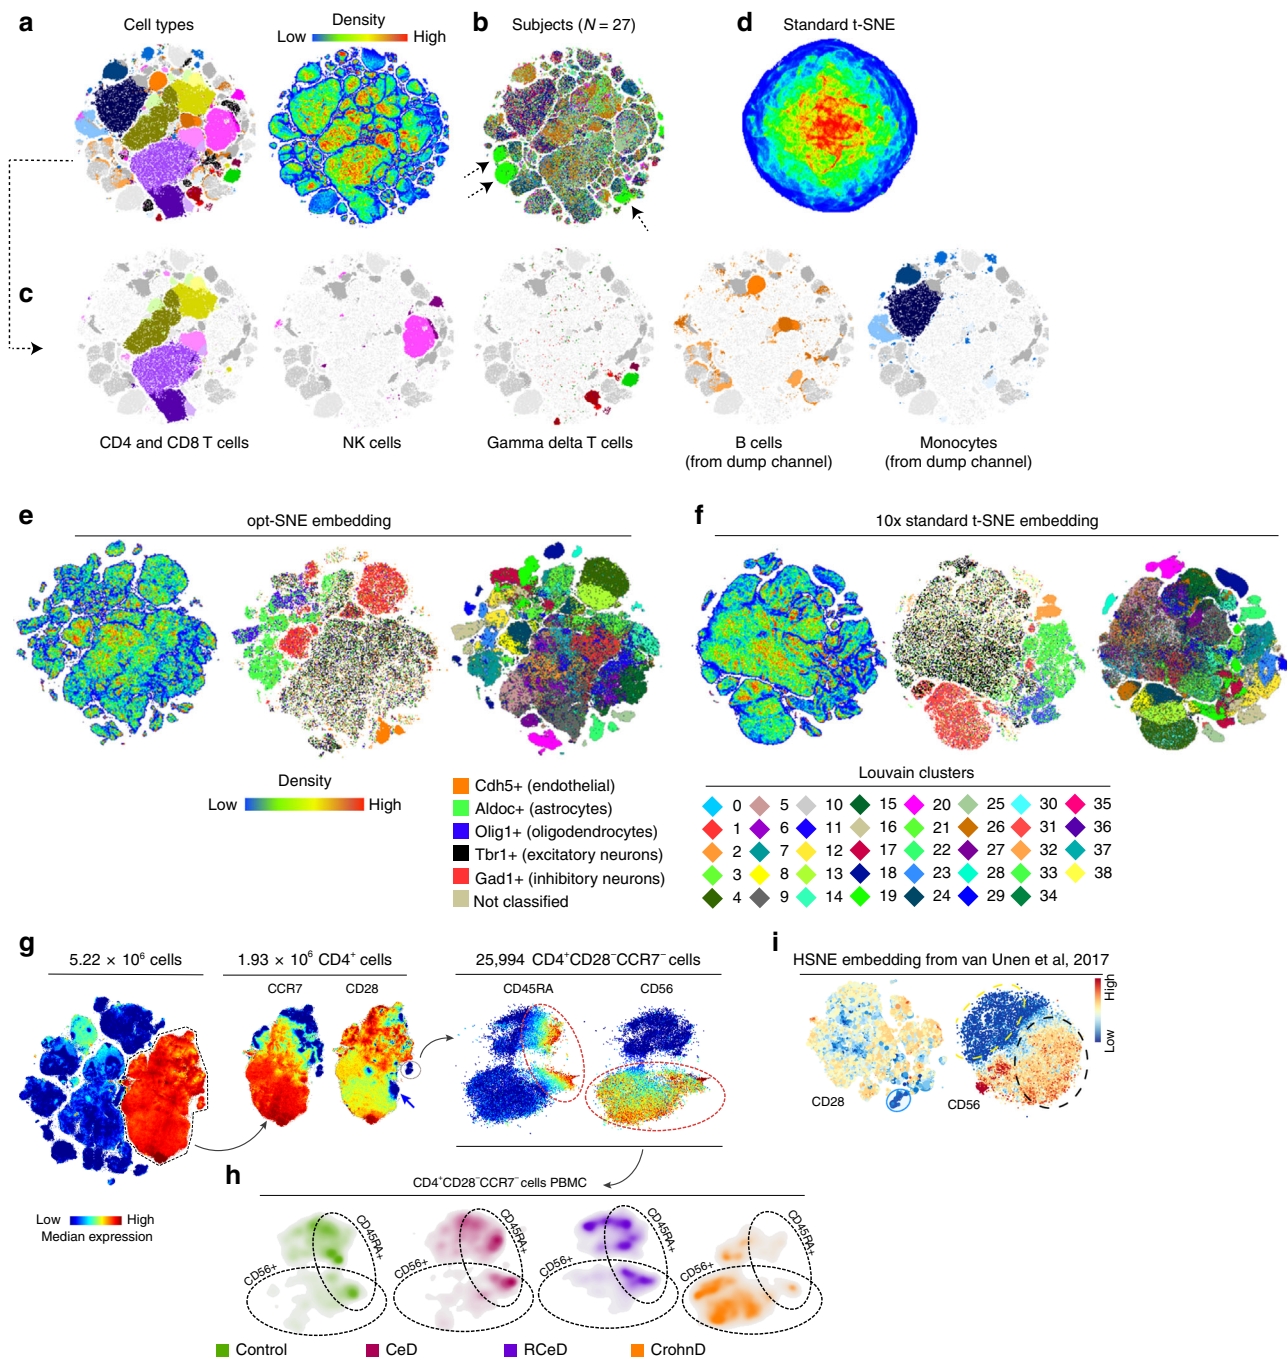 a
Cell types
Density
Low High
b
Subjects (N = 27)
d
Standard t-SNE
c
CD4 and CD8 T cells
NK cells
Gamma delta T cells
B cells
(from dump channel)
Monocytes
(from dump channel)
e
opt-SNE embedding
f
10x standard t-SNE embedding
Density
Low High
Cdh5+ (endothelial)
Aldoc+ (astrocytes)
Olig1+ (oligodendrocytes)
Tbr1+ (excitatory neurons)
Gad1+ (inhibitory neurons)
Not classified
Louvain clusters
0 5 10 15 20 25 30 35
1 6 11 16 21 26 31 36
2 7 12 17 22 27 32 37
3 8 13 18 23 28 33 38
4 9 14 19 24 29 34
g
5.22 × 10⁶ cells
1.93 × 10⁶ CD4⁺ cells
CCR7 CD28
25,994 CD4⁺CD28⁻CCR7⁻ cells
CD45RA CD56
Low High
Median expression
i
HSNE embedding from van Unen et al, 2017
High
Low
CD28
CD56
h
CD4⁺CD28⁻CCR7⁻ cells PBMC
CD45RA+
CD56+
CD45RA+
CD56+
CD45RA+
CD56+
CD45RA+
CD56+
Control
CeD
RCeD
CrohnD